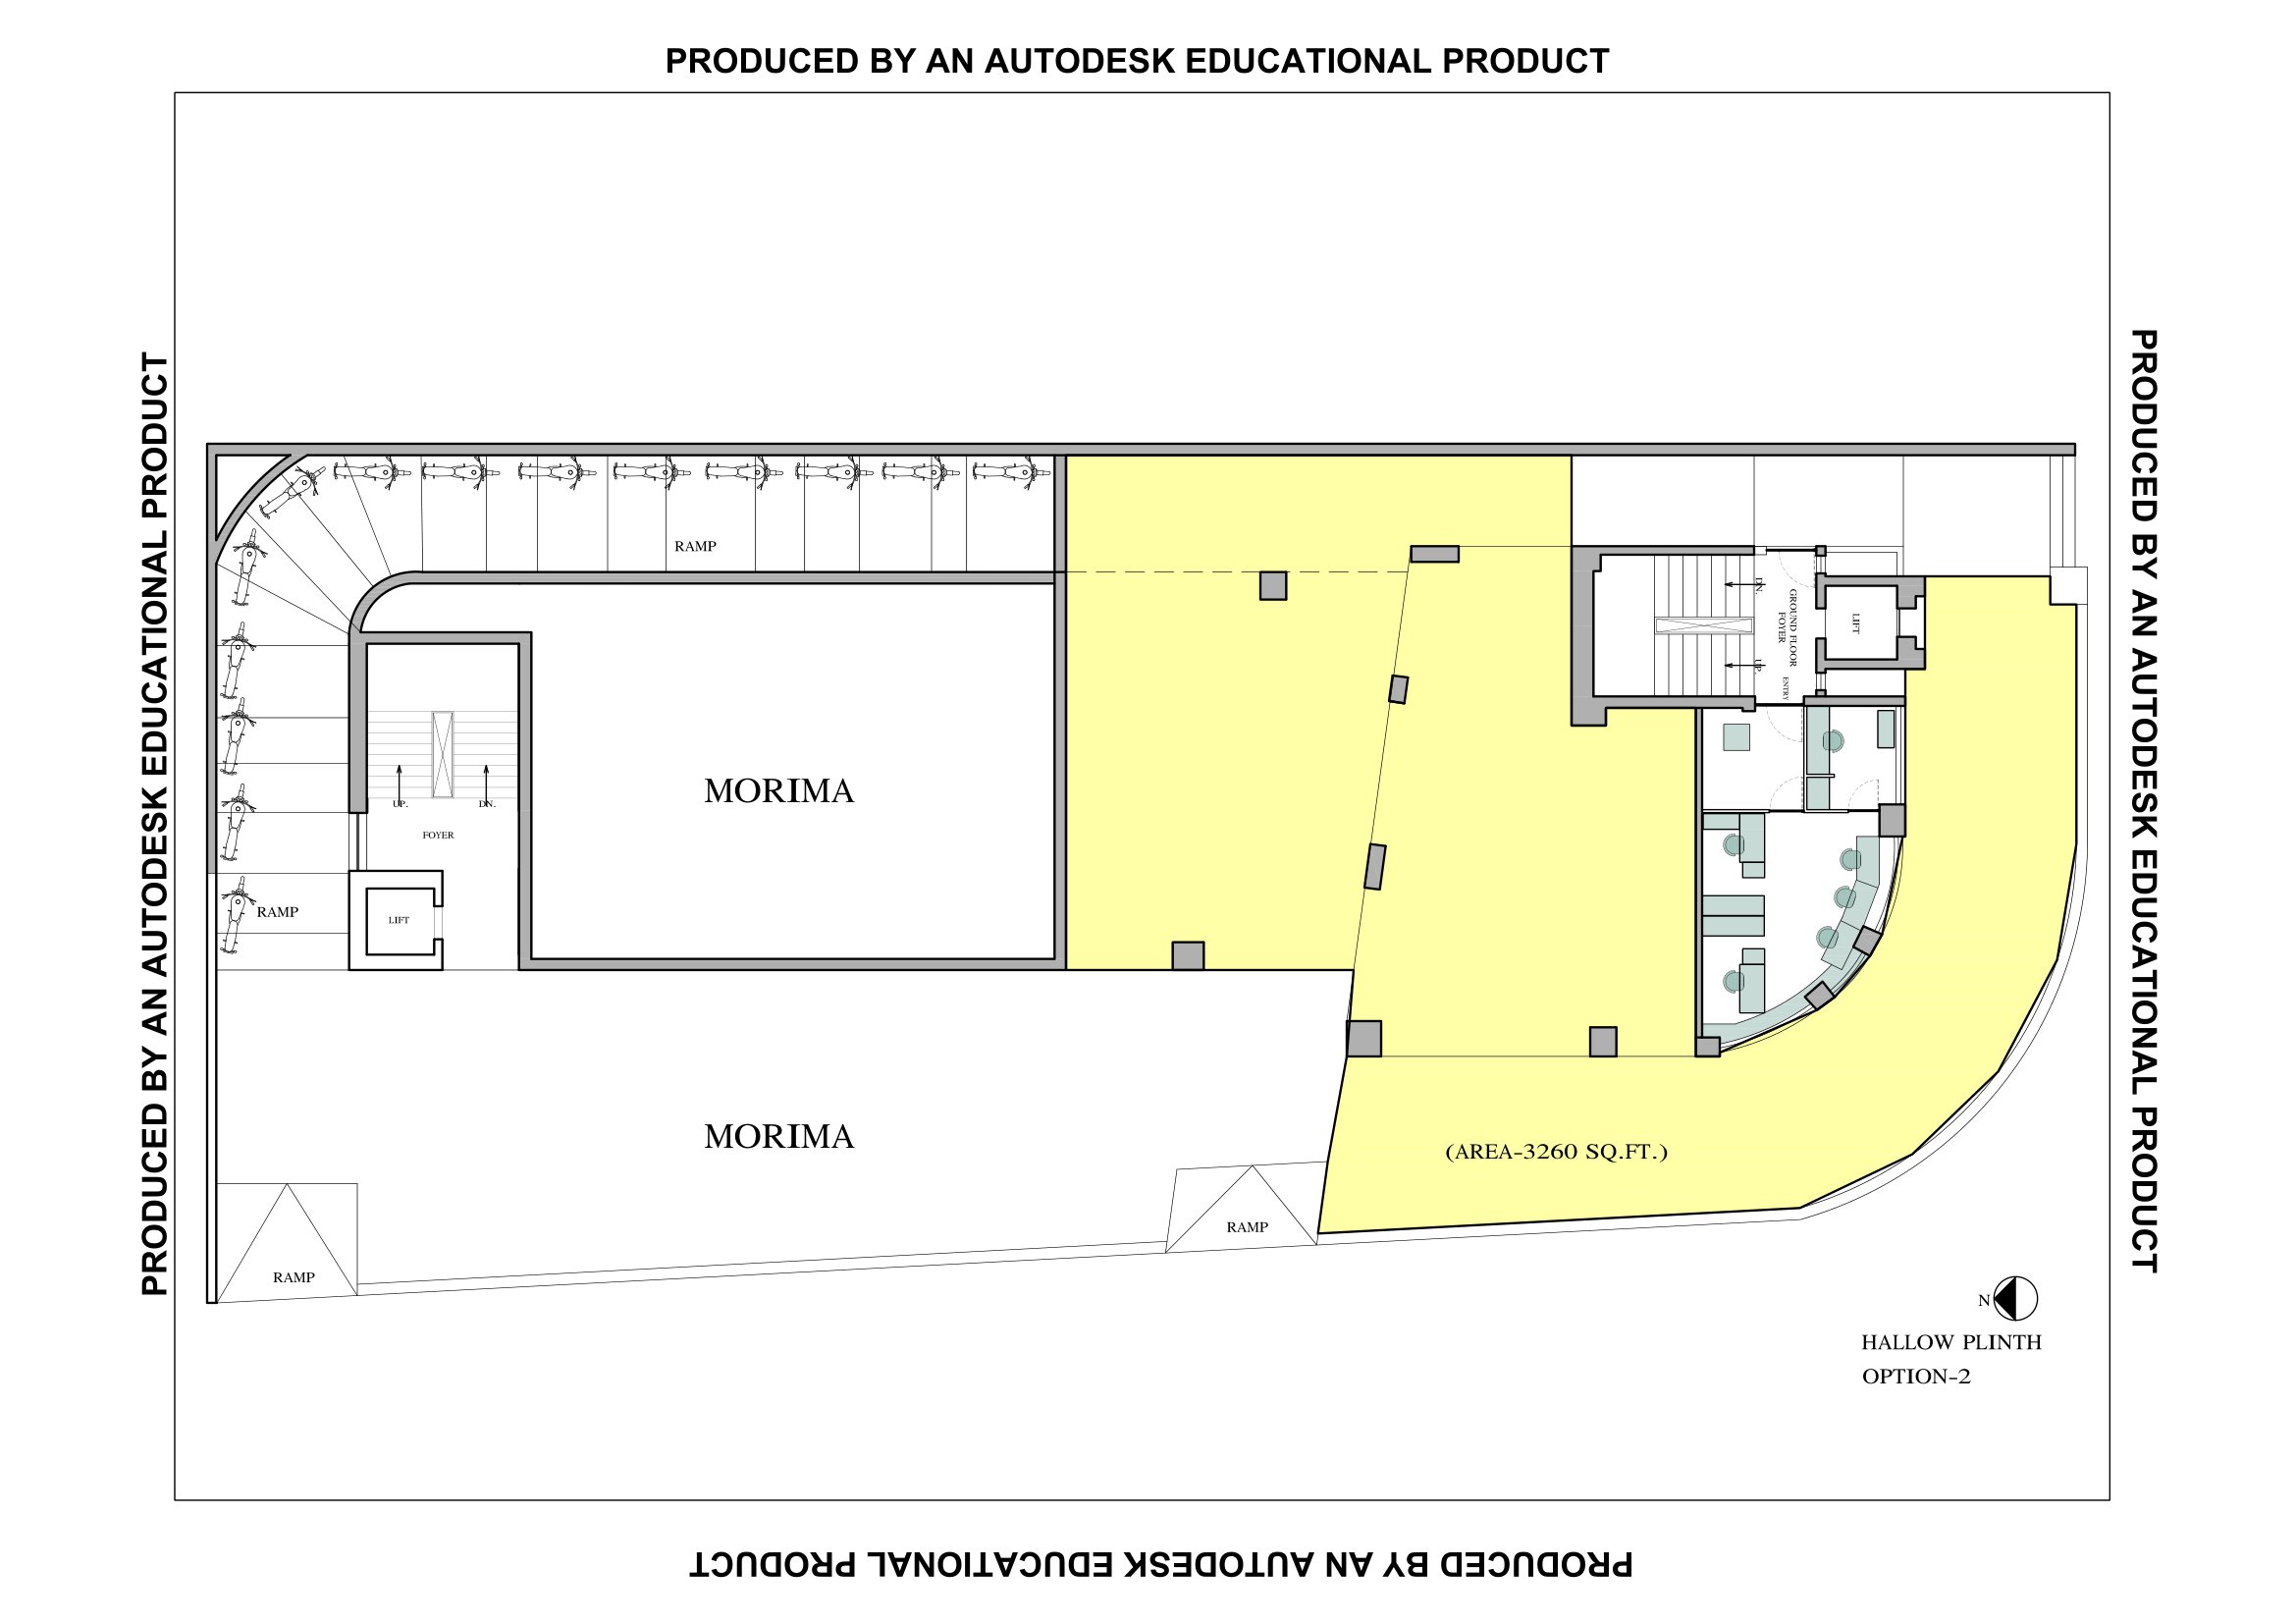 PRODUCED BY AN AUTODESK EDUCATIONAL PRODUCT
PRODUCED BY AN AUTODESK EDUCATIONAL PRODUCT
PRODUCED BY AN AUTODESK EDUCATIONAL PRODUCT
RAMP
DN.
GROUND FLOOR
FOYER
LIFT
UP.
ENTRY
MORIMA
UP.
DN.
FOYER
RAMP
LIFT
MORIMA
(AREA-3260 SQ.FT.)
RAMP
RAMP
N
HALLOW PLINTH
OPTION-2
PRODUCED BY AN AUTODESK EDUCATIONAL PRODUCT